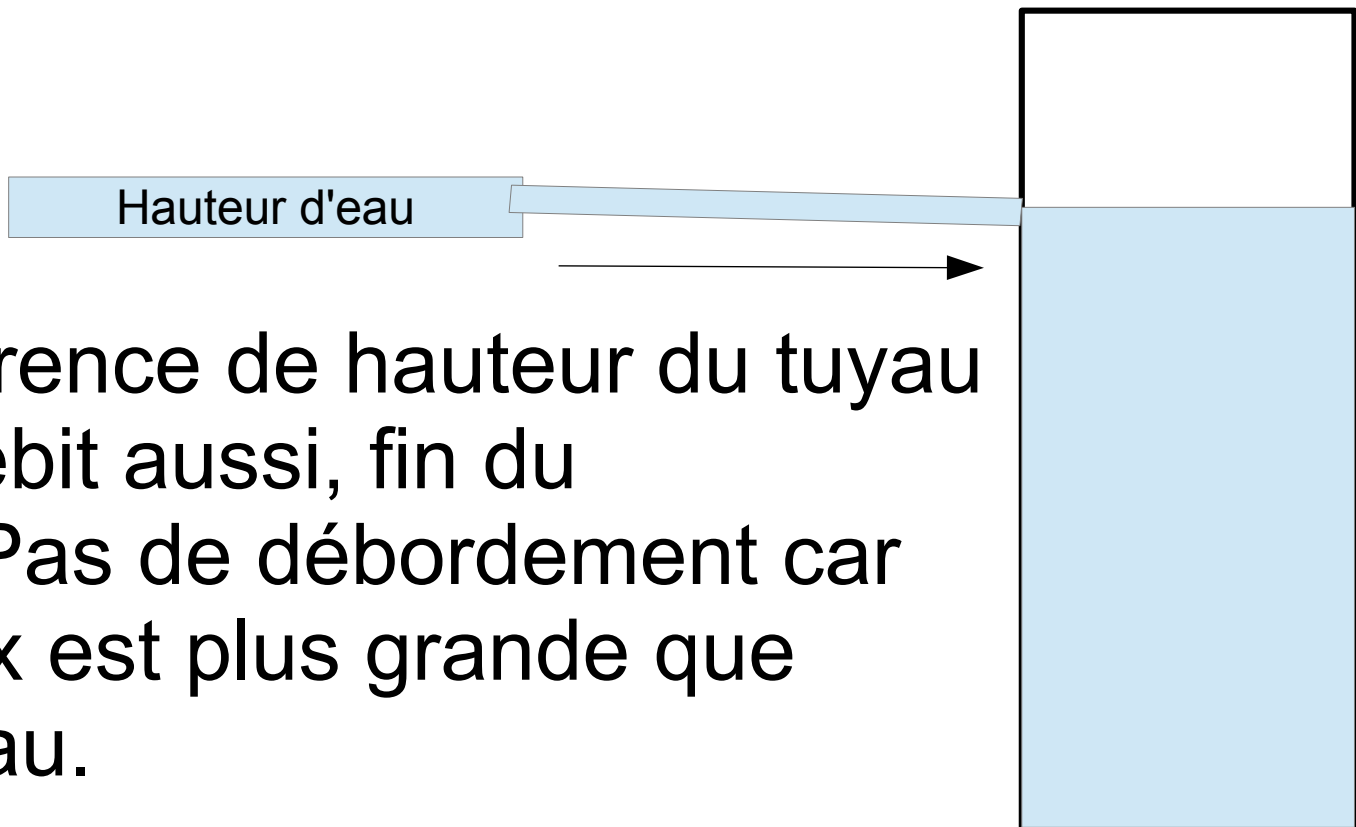 Hauteur d'eau
rence de hauteur du tuyau
ebit aussi, fin du
Pas de débordement car
x est plus grande que
au.